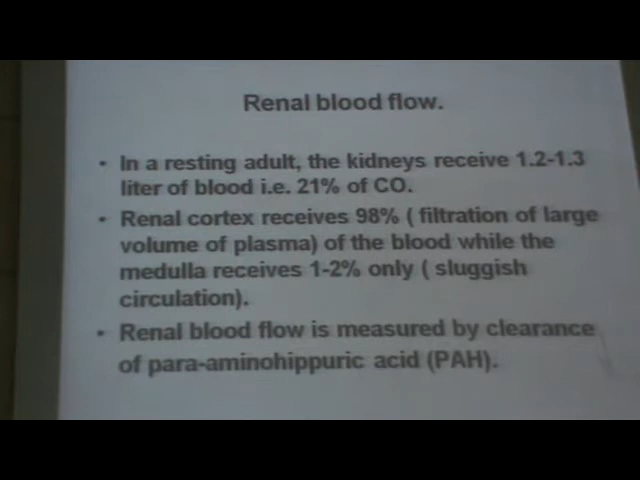 Renal blood flow.
• In a resting adult, the kidneys receive 1.2-1.3
liter of blood i.e. 21% of CO.
• Renal cortex receives 98% ( filtration of large
volume of plasma) of the blood while the
medulla receives 1-2% only ( sluggish
circulation).
• Renal blood flow is measured by clearance
of para-aminohippuric acid (PAH).